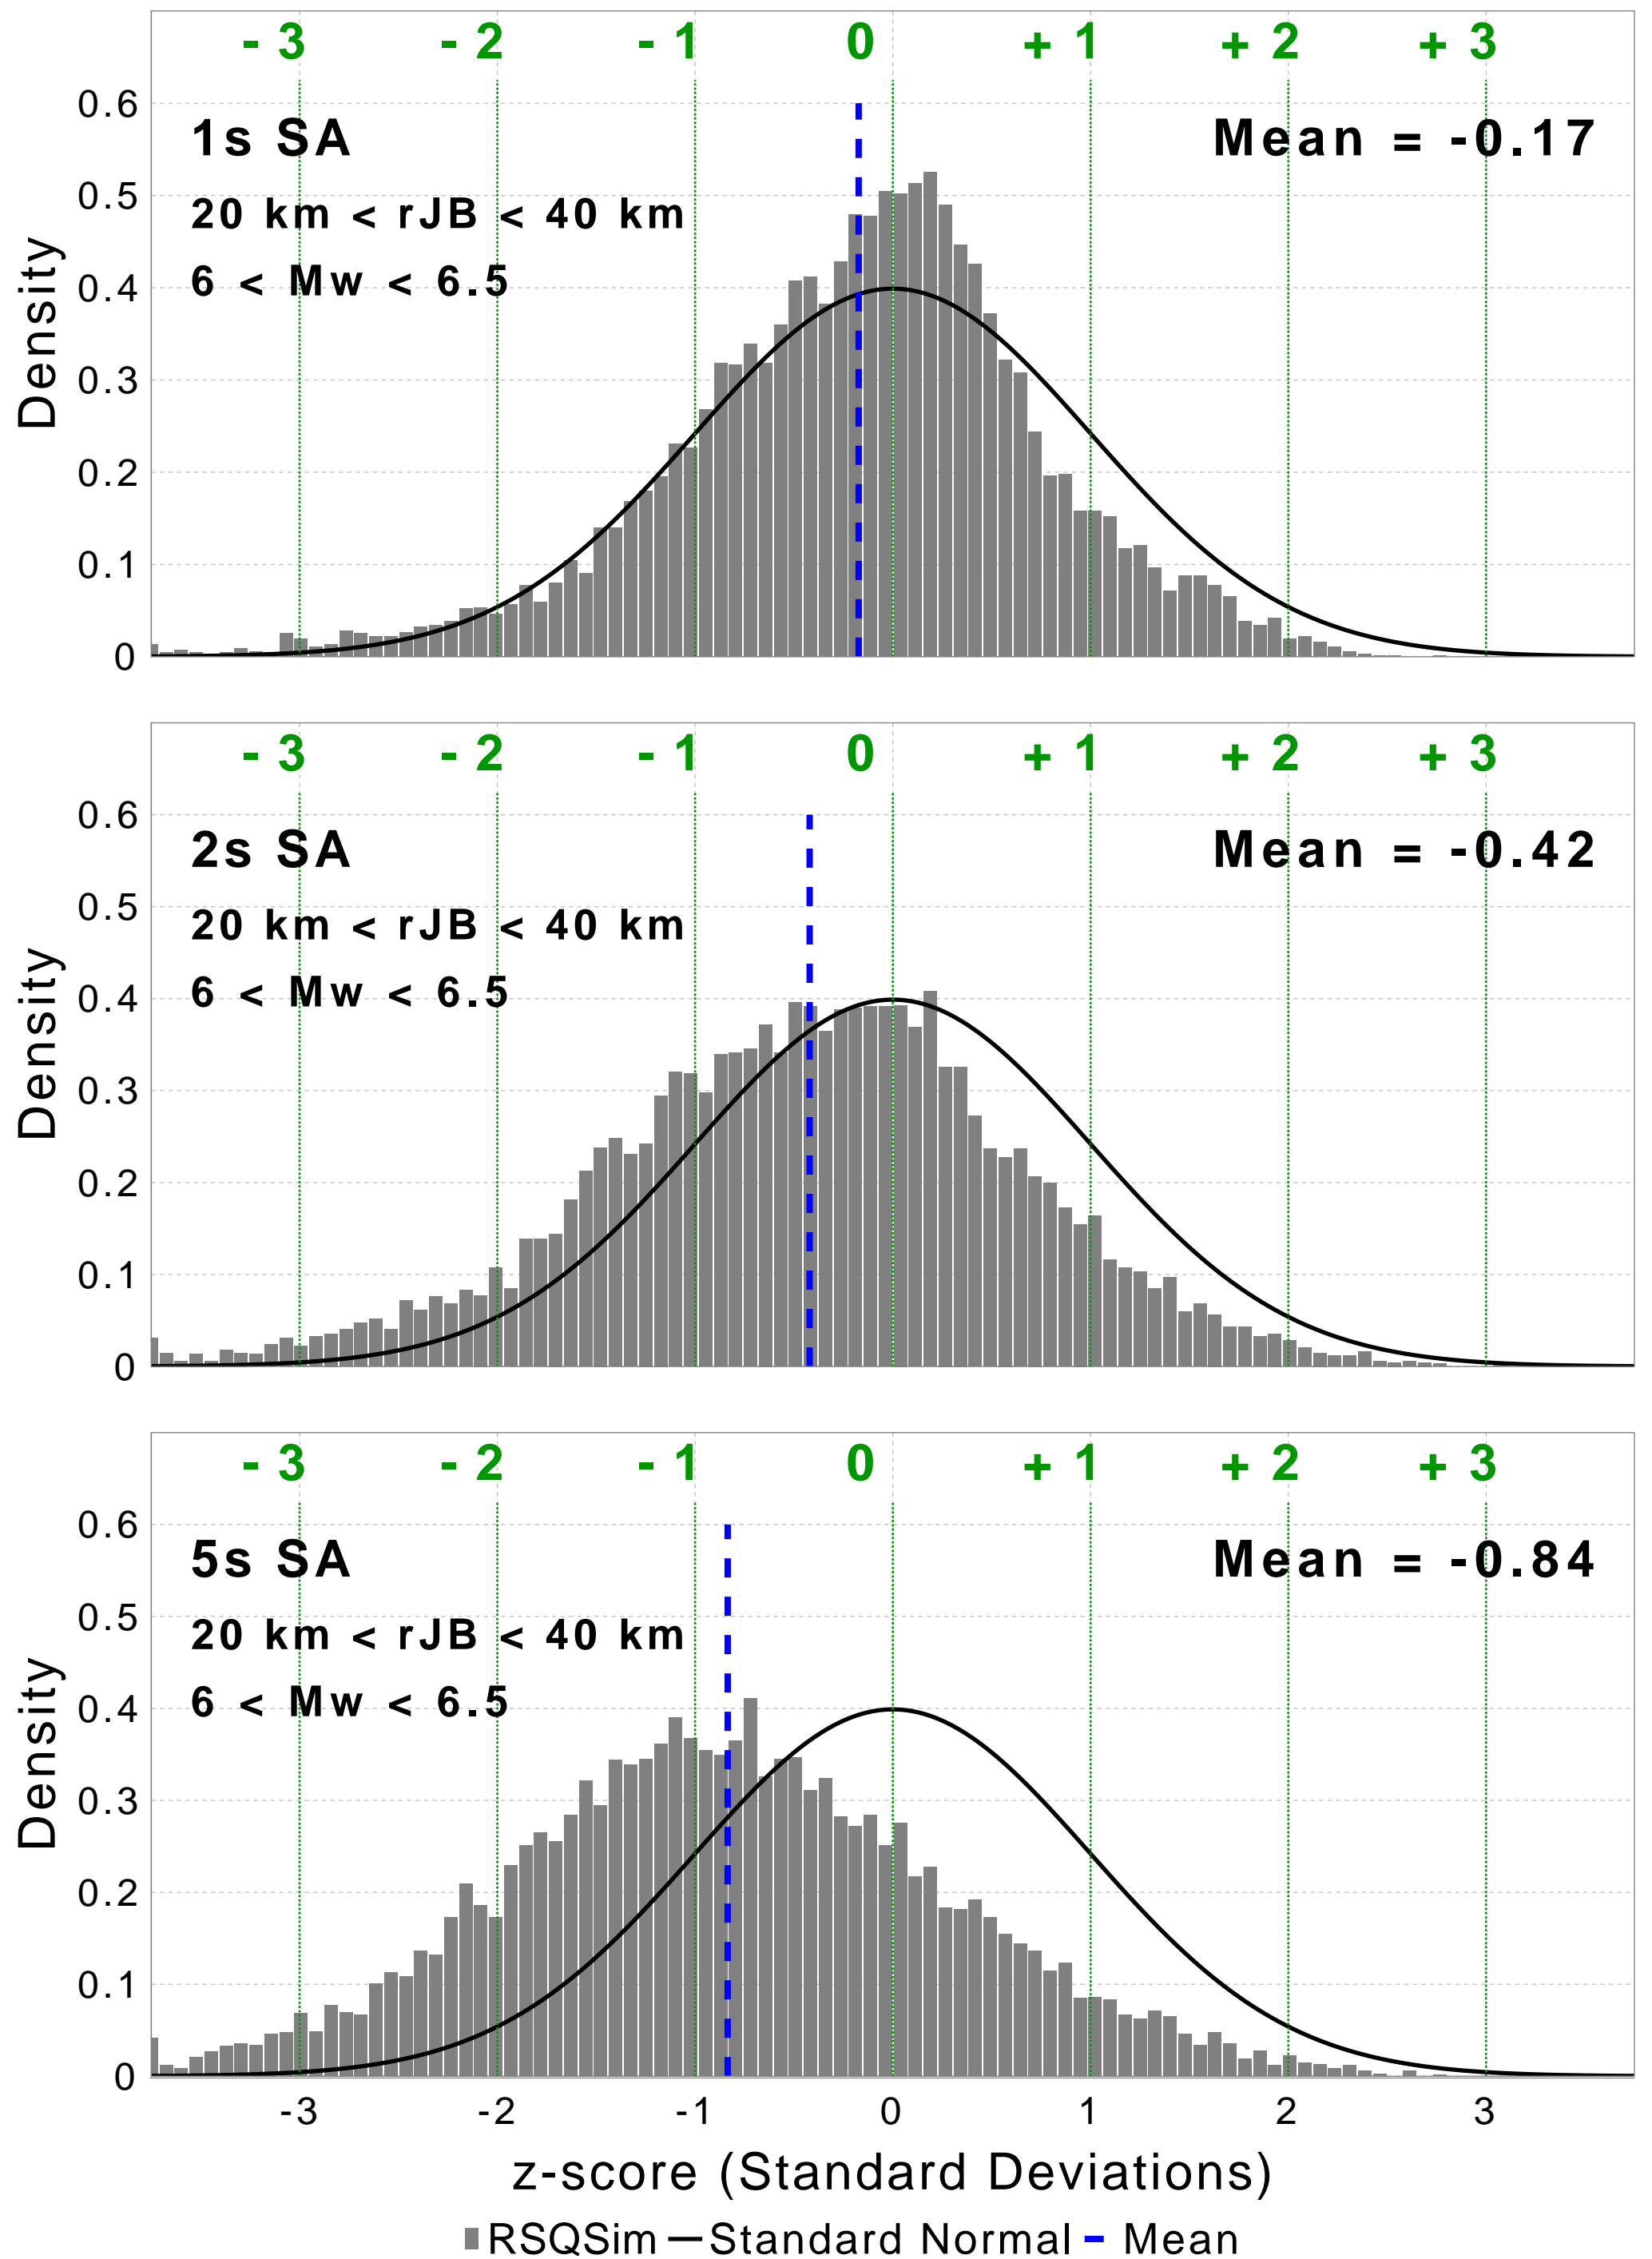 - 3 - 2 - 1 0 + 1 + 2 + 3
0.6
1s SA Mean = -0.17
0.5
20 km < rJB < 40 km
6 < Mw < 6.5
0.4
Density
0.3
0.2
0.1
0
- 3 - 2 - 1 0 + 1 + 2 + 3
0.6
2s SA Mean = -0.42
0.5
20 km < rJB < 40 km
6 < Mw < 6.5
0.4
Density
0.3
0.2
0.1
0
- 3 - 2 - 1 0 + 1 + 2 + 3
0.6
5s SA Mean = -0.84
0.5
20 km < rJB < 40 km
6 < Mw < 6.5
0.4
Density
0.3
0.2
0.1
0
-3 -2 -1 0 1 2 3
z-score (Standard Deviations)
RSQSim Standard Normal Mean